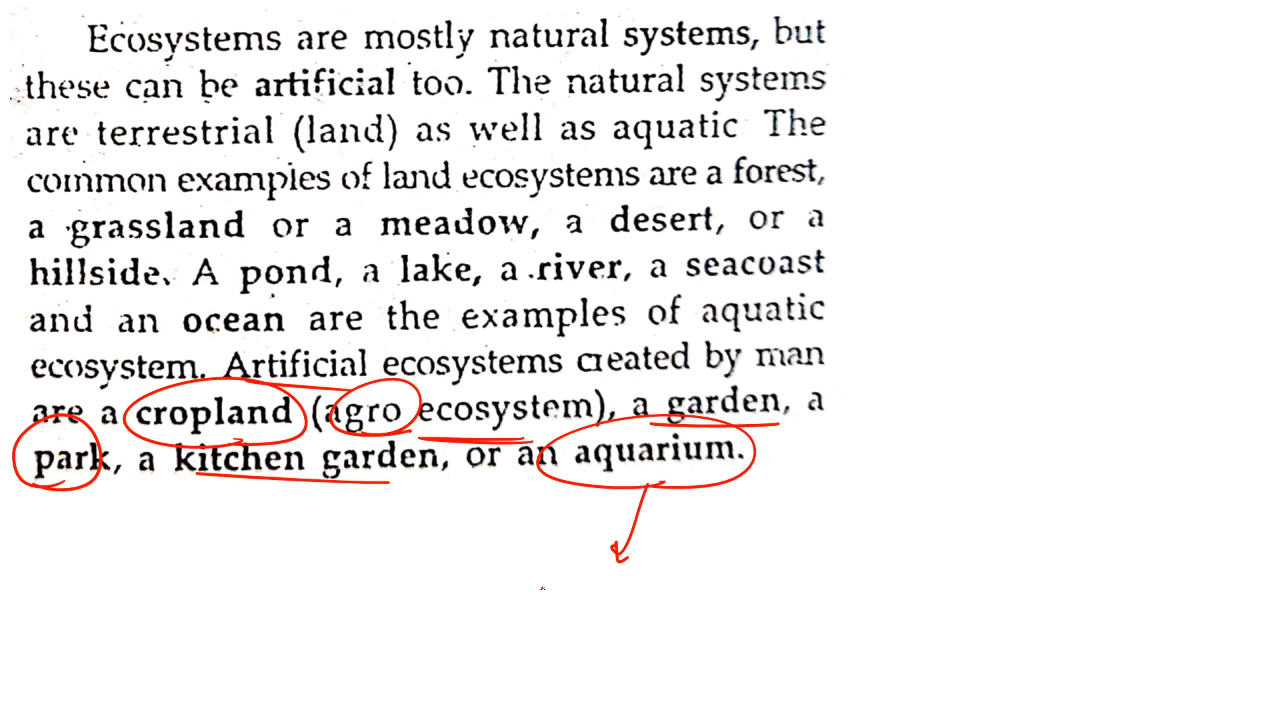 Ecosystems are mostly natural systems, but
these can be artificial too. The natural systems
are terrestrial (land) as well as aquatic The
common examples of land ecosystems are a forest,
a grassland or a meadow, a desert, or a
hillside. A pond, a lake, a river, a seacoast
and an ocean are the examples of aquatic
ecosystem. Artificial ecosystems created by man
are a cropland (agro ecosystem), a garden, a
park, a kitchen garden, or an aquarium.